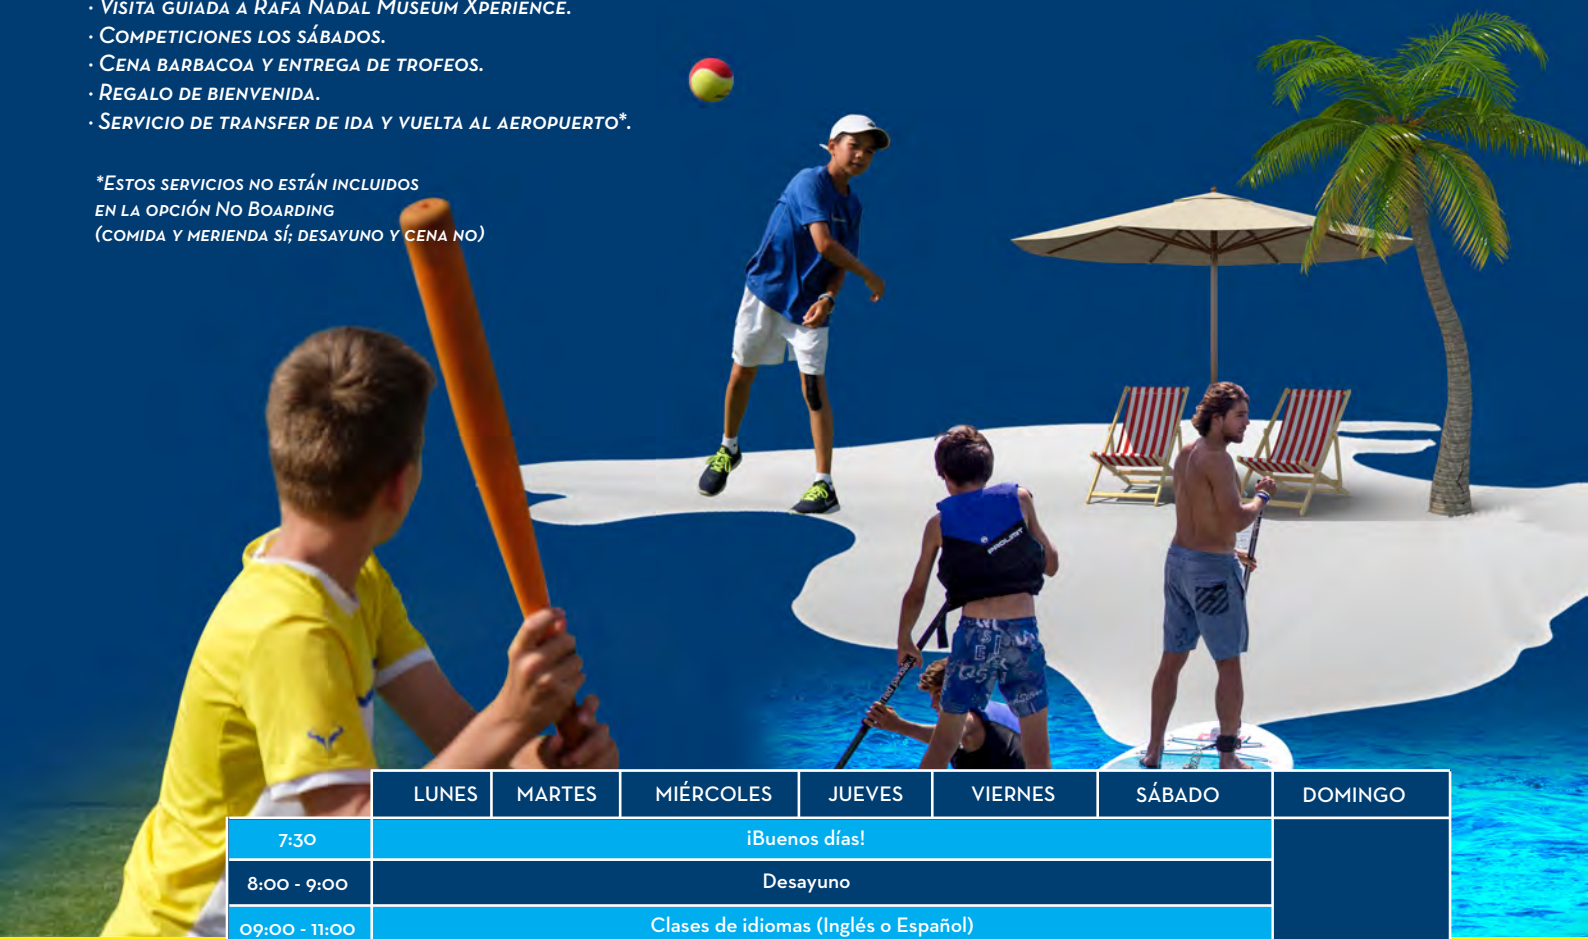 · Visita guiada a Rafa Nadal Museum Xperience.
· Competiciones los sábados.
· Cena barbacoa y entrega de trofeos.
· Regalo de bienvenida.
· Servicio de transfer de ida y vuelta al aeropuerto*.
*Estos servicios no están incluidos
en la opción No Boarding
(comida y merienda sí; desayuno y cena no)
PROLIMIT
red paddle
LUNES MARTES MIÉRCOLES JUEVES VIERNES SÁBADO DOMINGO
7:30 ¡Buenos días!
8:00 - 9:00 Desayuno
09:00 - 11:00 Clases de idiomas (Inglés o Español)